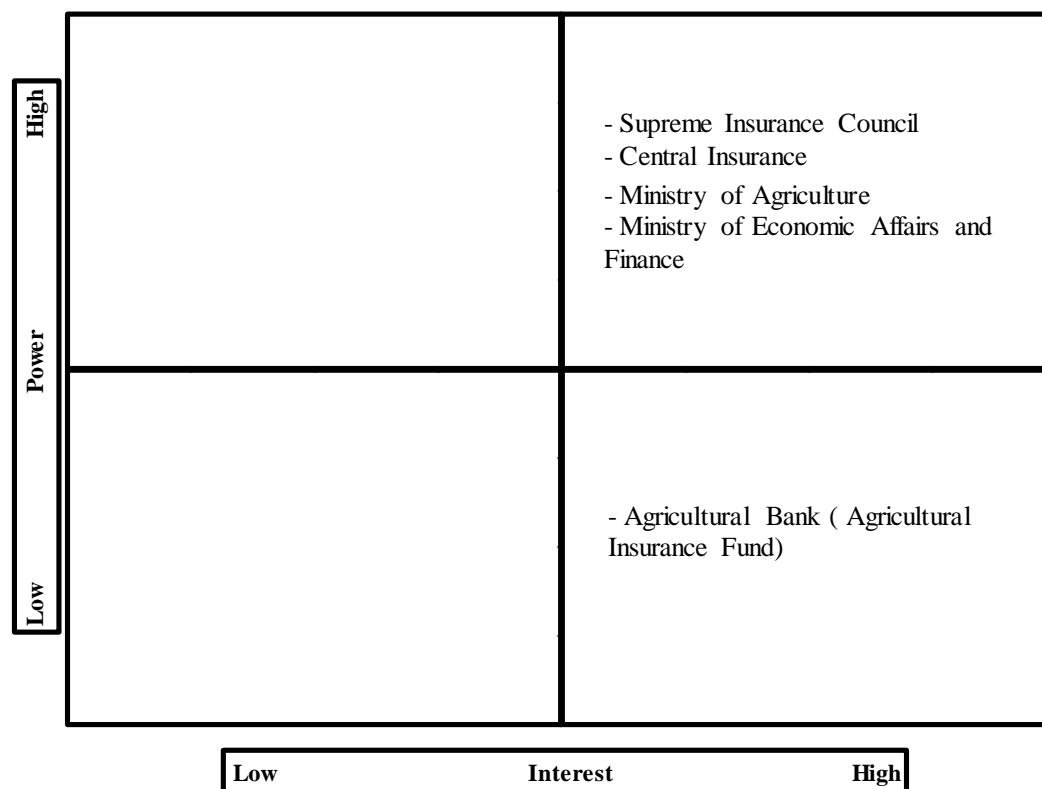 High
- Supreme Insurance Council
- Central Insurance
- Ministry of Agriculture
- Ministry of Economic Affairs and
Finance
Power
- Agricultural Bank ( Agricultural
Insurance Fund)
Low
Low Interest High